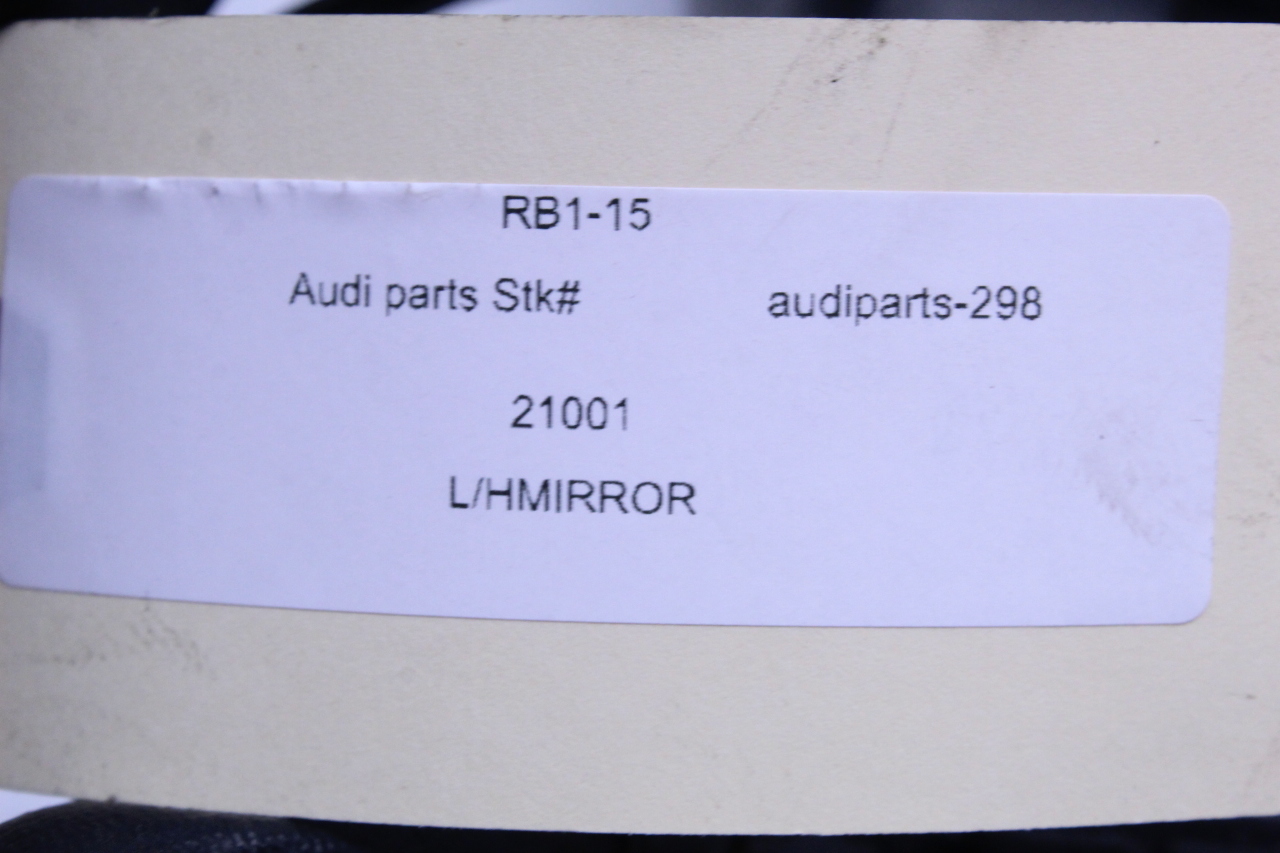 RB1-15
Audi parts Stk# audiparts-298
21001
L/HMIRROR